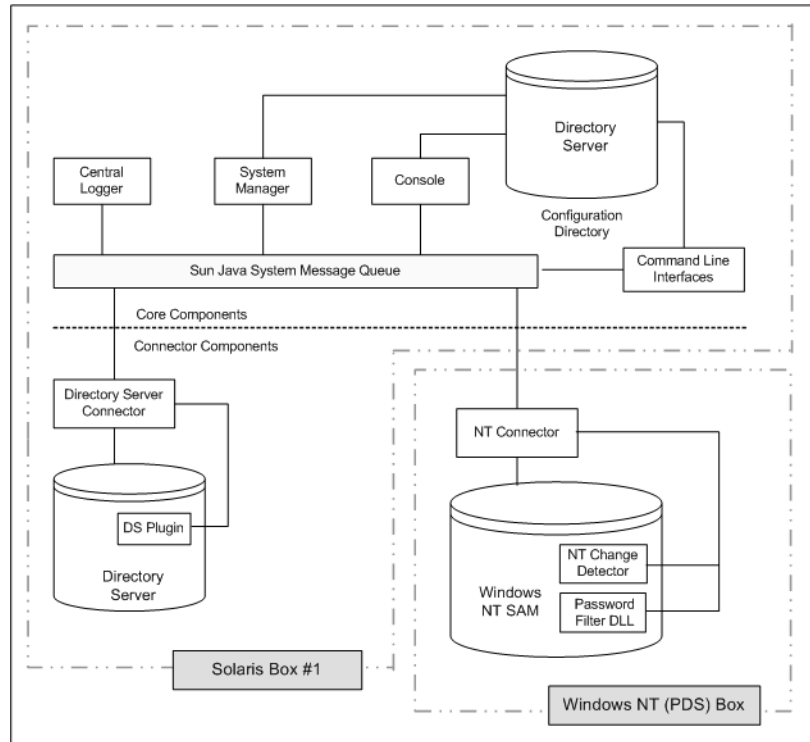 Directory
Server
Central
Logger
System
Manager
Console
Configuration
Directory
Sun Java System Message Queue
Command Line
Interfaces
Core Components
Connector Components
Directory Server
Connector
NT Connector
DS Plugin
Directory
Server
NT Change
Detector
Windows
NT SAM
Password
Filter DLL
Solaris Box #1
Windows NT (PDS) Box